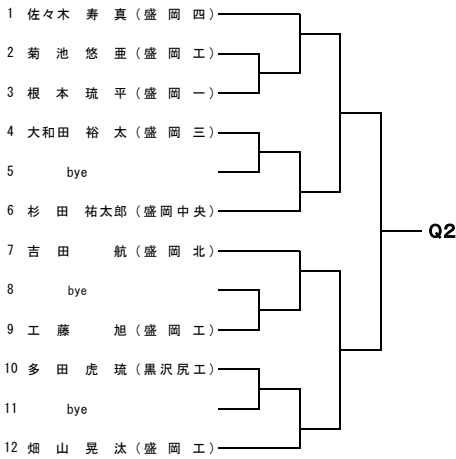 1 佐々木 寿 真 (盛 岡 四)
2 菊 池 悠 亜 (盛 岡 工)
3 根 本 琉 平 (盛 岡 一)
4 大和田 裕 太 (盛 岡 三)
5 bye
6 杉 田 祐太郎 (盛岡中央)
Q2
7 吉 田 航 (盛 岡 北)
8 bye
9 工 藤 旭 (盛 岡 工)
10 多 田 虎 琉 (黒沢尻工)
11 bye
12 畑 山 晃 汰 (盛 岡 工)